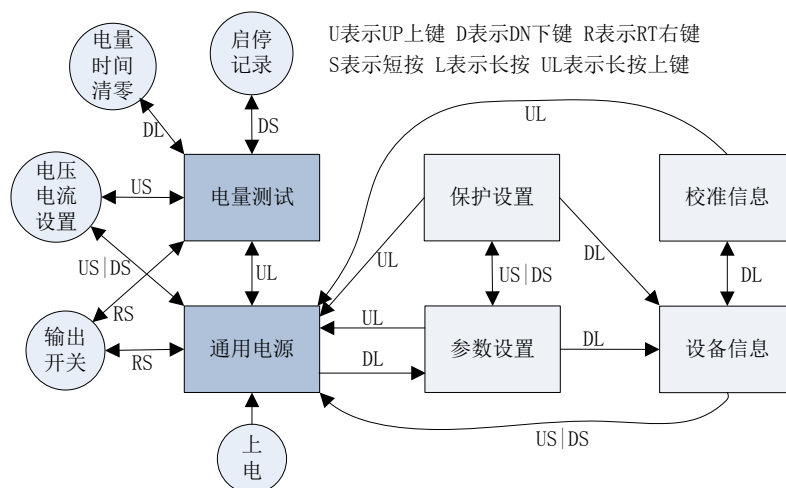 U表示UP上键 D表示DN下键 R表示RT右键
S表示短按 L表示长按 UL表示长按上键
电量
时间
清零
启停
记录
DL
DS
UL
电压
电流
设置
US
电量测试
保护设置
校准信息
US|DS
UL
UL
US|DS
DL
DL
RS
输出
开关
RS
通用电源
UL
DL
参数设置
DL
设备信息
上
电
US|DS